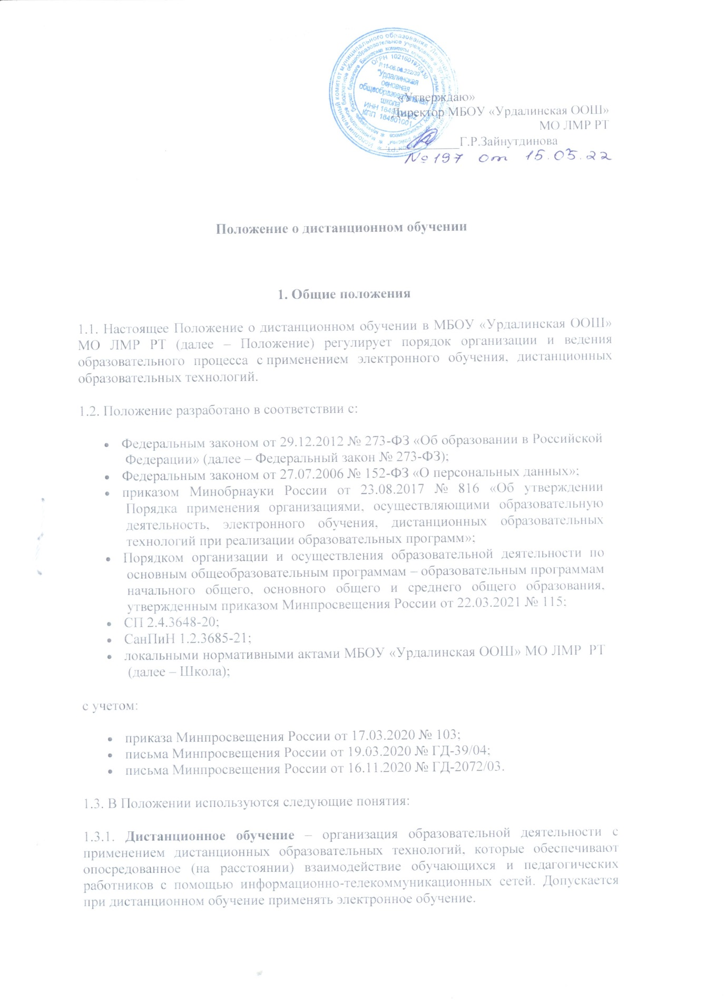 ОГРН 1021601976430
"Урдалинская
основная
общеобразовательная
школа"
КПП 164901001
«Утверждаю»
Директор МБОУ «Урдалинская ООШ»
МО ЛМР РТ
Г.Р.Зайнутдинова
№197 от 15.05.22
Положение о дистанционном обучении
1. Общие положения
1.1. Настоящее Положение о дистанционном обучении в МБОУ «Урдалинская ООШ»
МО ЛМР РТ (далее – Положение) регулирует порядок организации и ведения
образовательного процесса с применением электронного обучения, дистанционных
образовательных технологий.
1.2. Положение разработано в соответствии с:
• Федеральным законом от 29.12.2012 № 273-ФЗ «Об образовании в Российской
Федерации» (далее – Федеральный закон № 273-ФЗ);
• Федеральным законом от 27.07.2006 № 152-ФЗ «О персональных данных»;
• приказом Минобрнауки России от 23.08.2017 № 816 «Об утверждении
Порядка применения организациями, осуществляющими образовательную
деятельность, электронного обучения, дистанционных образовательных
технологий при реализации образовательных программ»;
• Порядком организации и осуществления образовательной деятельности по
основным общеобразовательным программам – образовательным программам
начального общего, основного общего и среднего общего образования,
утвержденным приказом Минпросвещения России от 22.03.2021 № 115;
• СП 2.4.3648-20;
• СанПиН 1.2.3685-21;
• локальными нормативными актами МБОУ «Урдалинская ООШ» МО ЛМР РТ
(далее – Школа);
с учетом:
• приказа Минпросвещения России от 17.03.2020 № 103;
• письма Минпросвещения России от 19.03.2020 № ГД-39/04;
• письма Минпросвещения России от 16.11.2020 № ГД-2072/03.
1.3. В Положении используются следующие понятия:
1.3.1. Дистанционное обучение – организация образовательной деятельности с
применением дистанционных образовательных технологий, которые обеспечивают
опосредованное (на расстоянии) взаимодействие обучающихся и педагогических
работников с помощью информационно-телекоммуникационных сетей. Допускается
при дистанционном обучение применять электронное обучение.